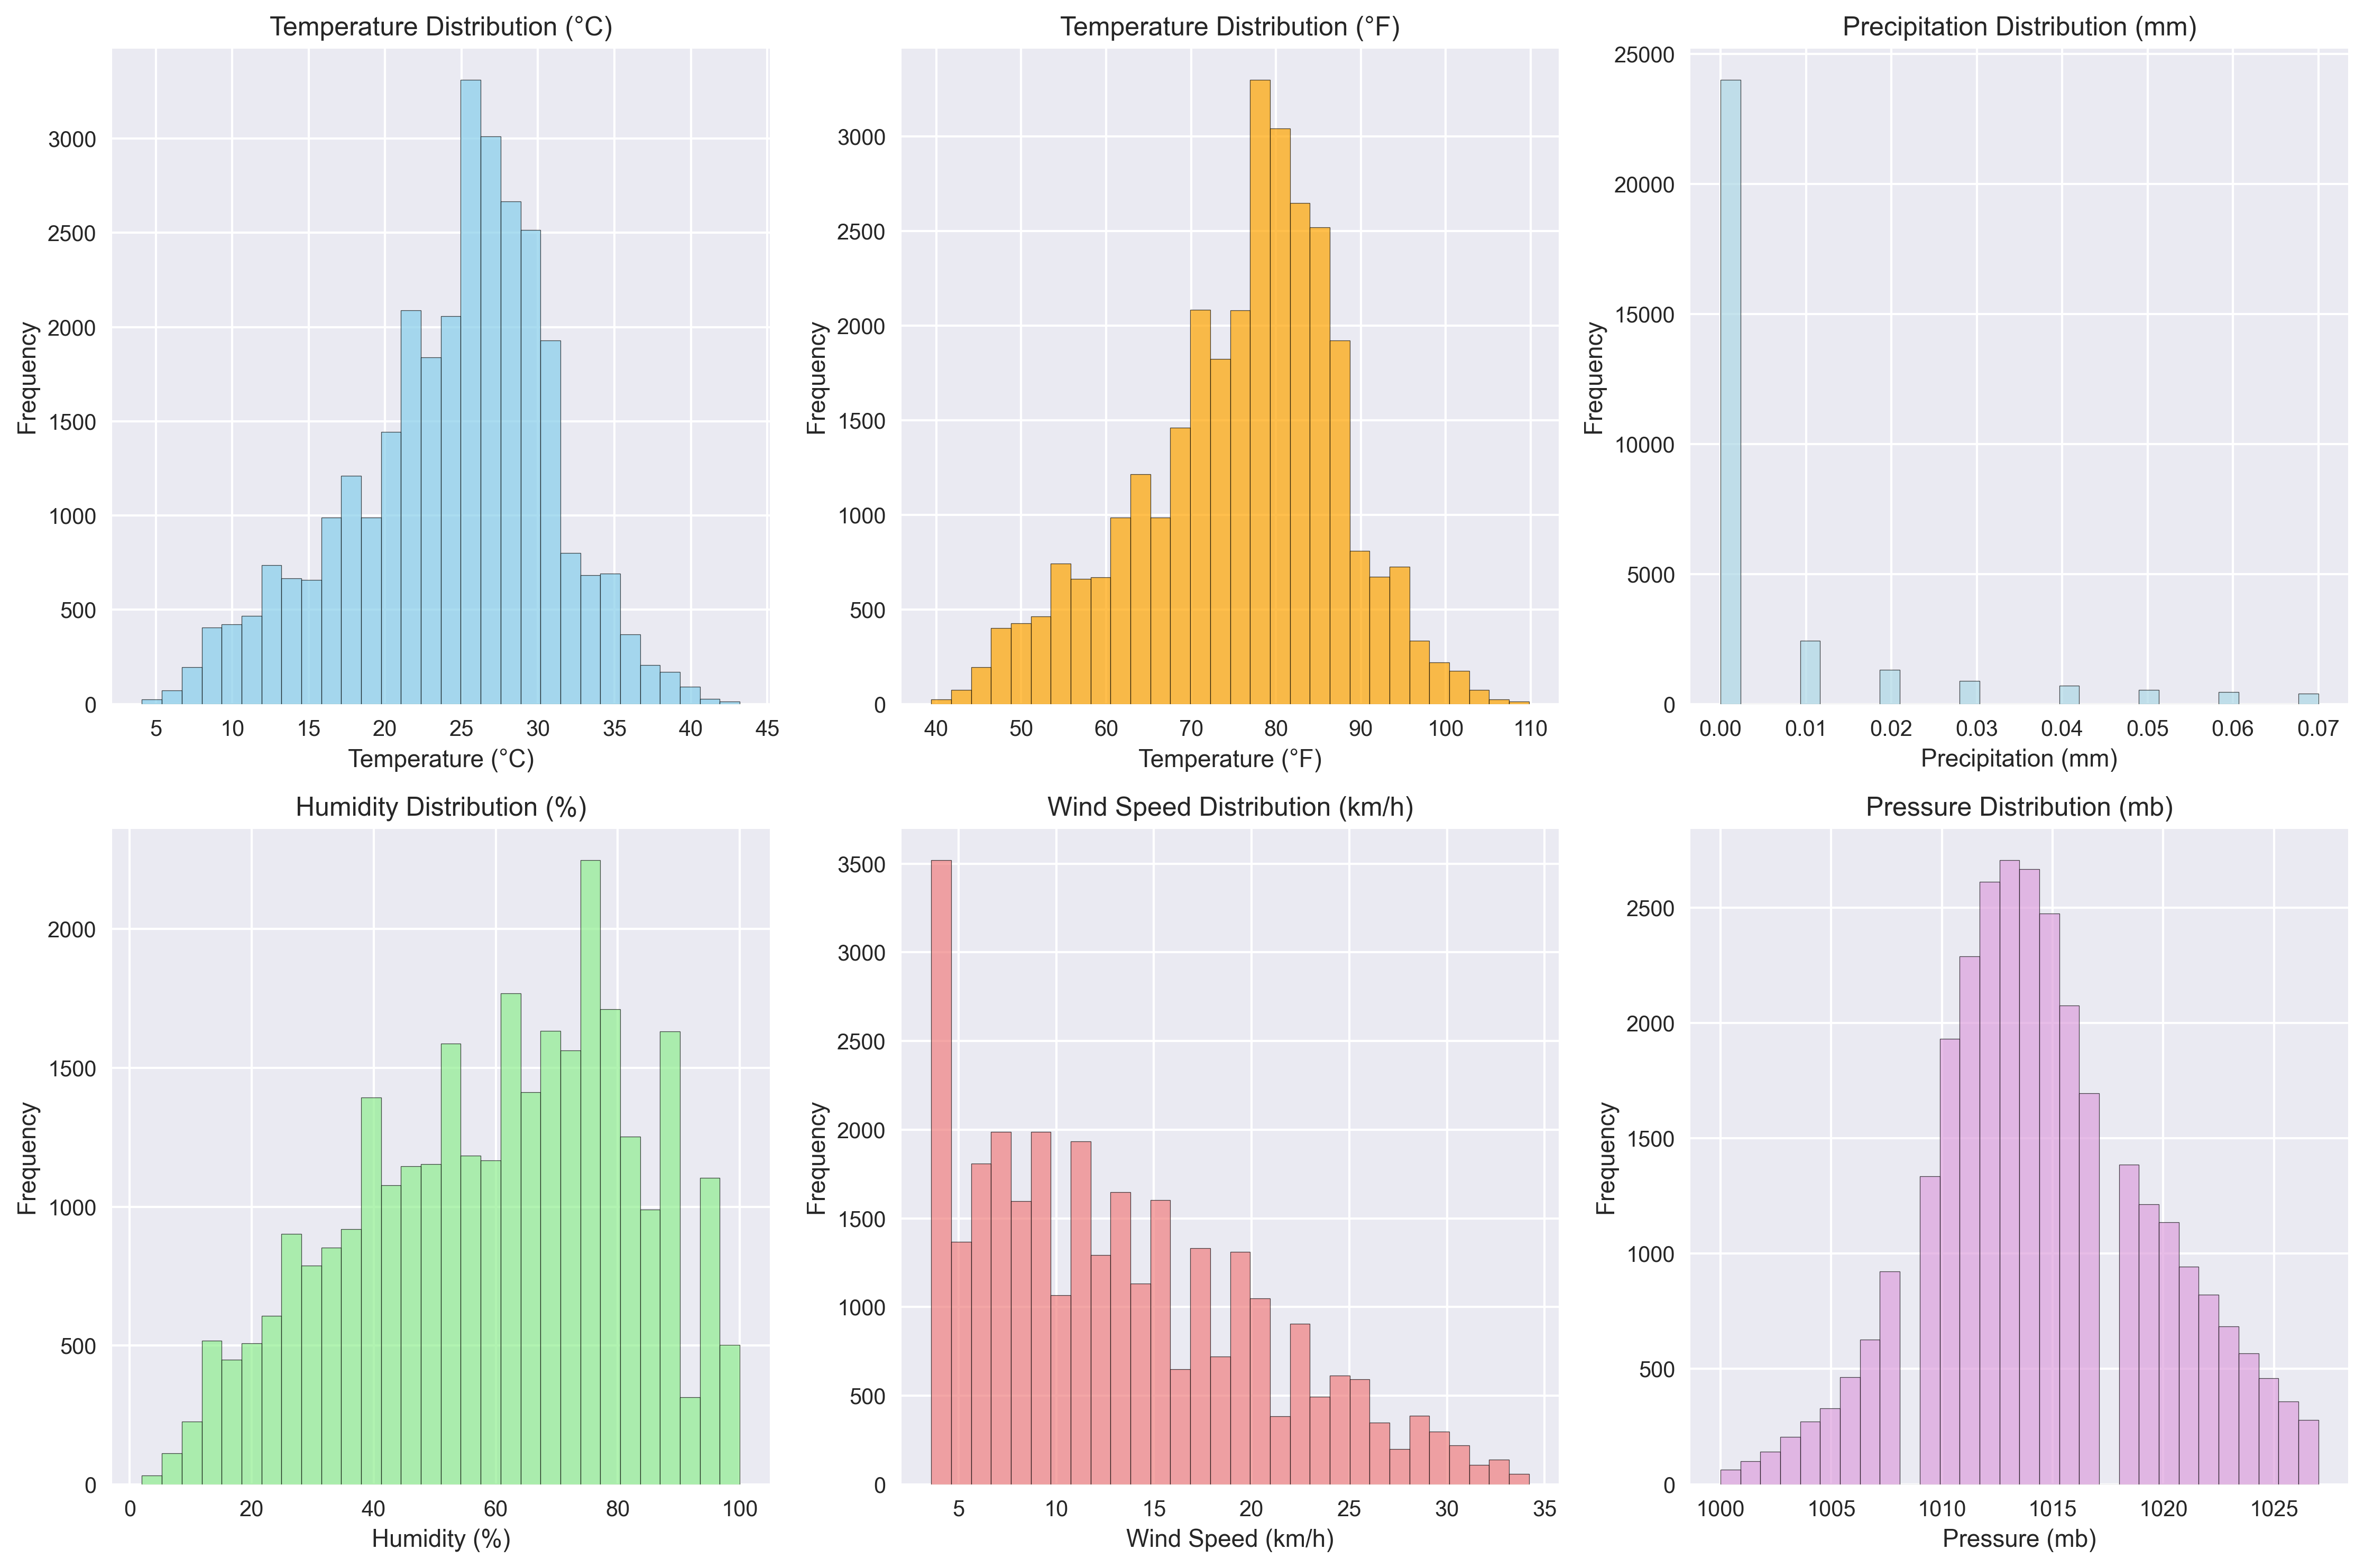 Temperature Distribution (°C)
Frequency
3000
2500
2000
1500
1000
500
0
5 10 15 20 25 30 35 40 45
Temperature (°C)
Temperature Distribution (°F)
Frequency
3000
2500
2000
1500
1000
500
0
40 50 60 70 80 90 100 110
Temperature (°F)
Precipitation Distribution (mm)
Frequency
25000
20000
15000
10000
5000
0
0.00 0.01 0.02 0.03 0.04 0.05 0.06 0.07
Precipitation (mm)
Humidity Distribution (%)
Frequency
2000
1500
1000
500
0
0 20 40 60 80 100
Humidity (%)
Wind Speed Distribution (km/h)
Frequency
3500
3000
2500
2000
1500
1000
500
0
5 10 15 20 25 30 35
Wind Speed (km/h)
Pressure Distribution (mb)
Frequency
2500
2000
1500
1000
500
0
1000 1005 1010 1015 1020 1025
Pressure (mb)